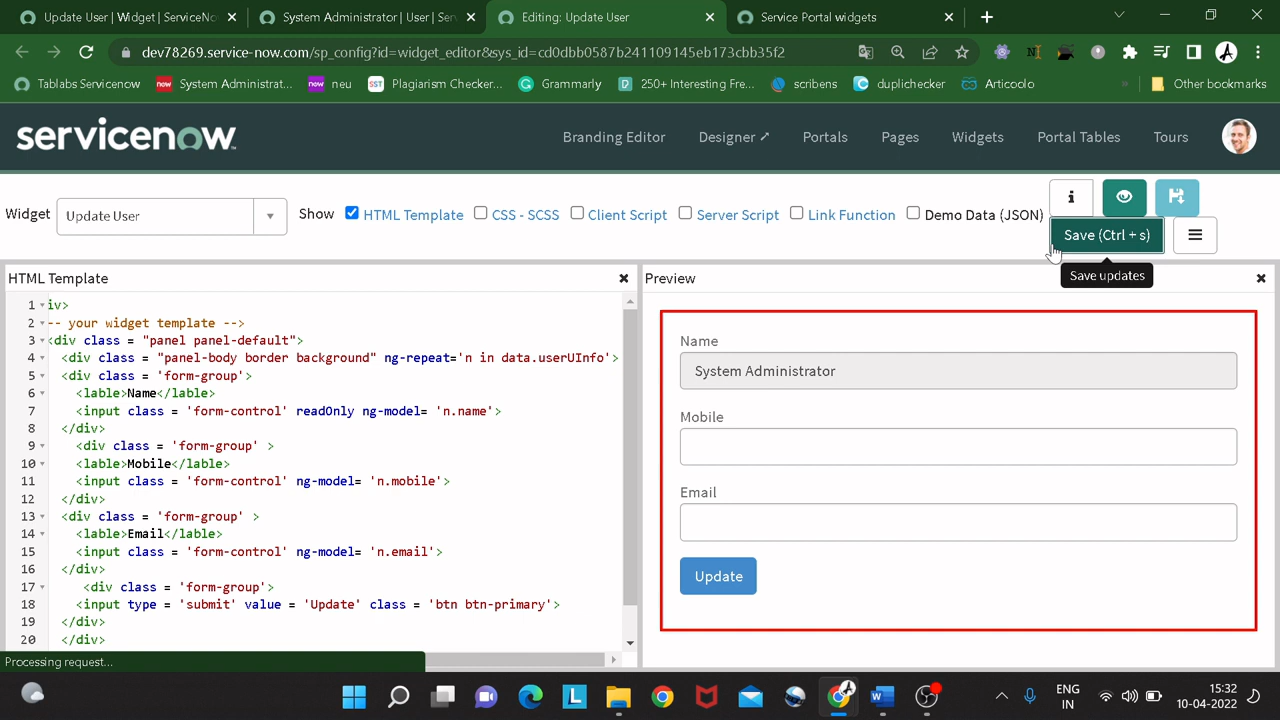 Update User | Widget | ServiceNo
System Administrator | User | Serv
Editing: Update User
Service Portal widgets
dev78269.service-now.com/sp_config?id=widget_editor&sys_id=cd0dbb0587b241109145eb173cbb35f2
Tablabs Servicenow
now
System Administrat...
now
neu
SST
Plagiarism Checker...
Grammarly
250+ Interesting Fre...
scribens
duplichecker
Articoolo
»
Other bookmarks
servicenow
Branding Editor
Designer
Portals
Pages
Widgets
Portal Tables
Tours
Widget
Update User
Show
HTML Template
CSS - SCSS
Client Script
Server Script
Link Function
Demo Data (JSON)
Save (Ctrl + s)
Save updates
HTML Template
Preview
1 iv>
2 -- your widget template -->
3 <div class = "panel panel-default">
4 <div class = "panel-body border background" ng-repeat='n in data.userUInfo'>
5 <div class = 'form-group'>
6 <lable>Name</lable>
7 <input class = 'form-control' readOnly ng-model= 'n.name'>
8 </div>
9 <div class = 'form-group' >
10 <lable>Mobile</lable>
11 <input class = 'form-control' ng-model= 'n.mobile'>
12 </div>
13 <div class = 'form-group' >
14 <lable>Email</lable>
15 <input class = 'form-control' ng-model= 'n.email'>
16 </div>
17 <div class = 'form-group'>
18 <input type = 'submit' value = 'Update' class = 'btn btn-primary'>
19 </div>
20 </div>
Name
System Administrator
Mobile
Email
Update
Processing request...
ENG
IN
15:32
10-04-2022